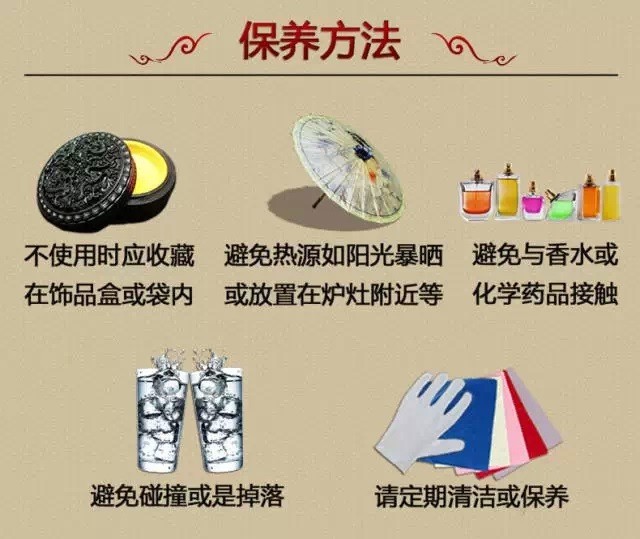 保养方法
不使用时应收藏
在饰品盒或袋内
避免热源如阳光暴晒
或放置在炉灶附近等
避免与香水或
化学药品接触
避免碰撞或是掉落
请定期清洁或保养